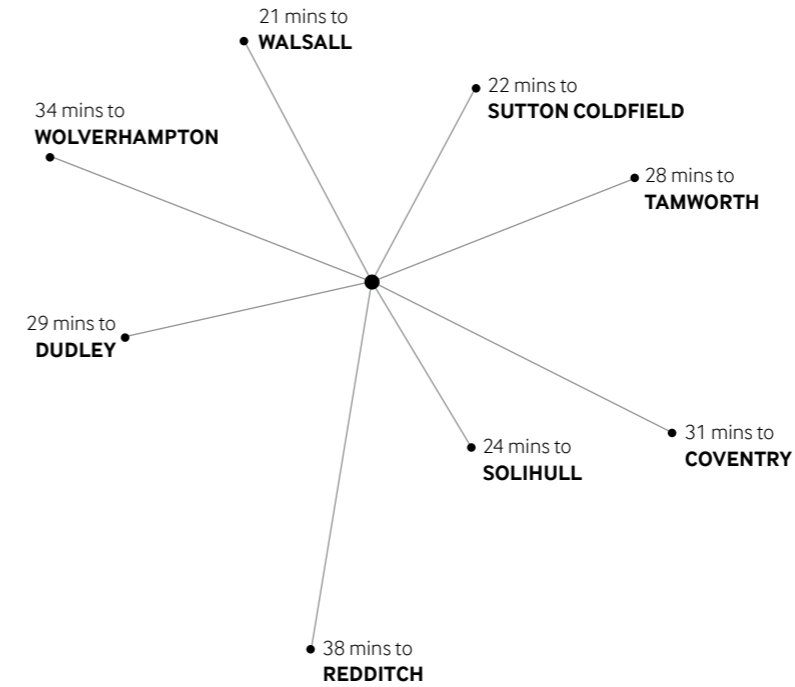 21 mins to
WALSALL
22 mins to
SUTTON COLDFIELD
34 mins to
WOLVERHAMPTON
28 mins to
TAMWORTH
29 mins to
DUDLEY
31 mins to
COVENTRY
24 mins to
SOLIHULL
38 mins to
REDDITCH